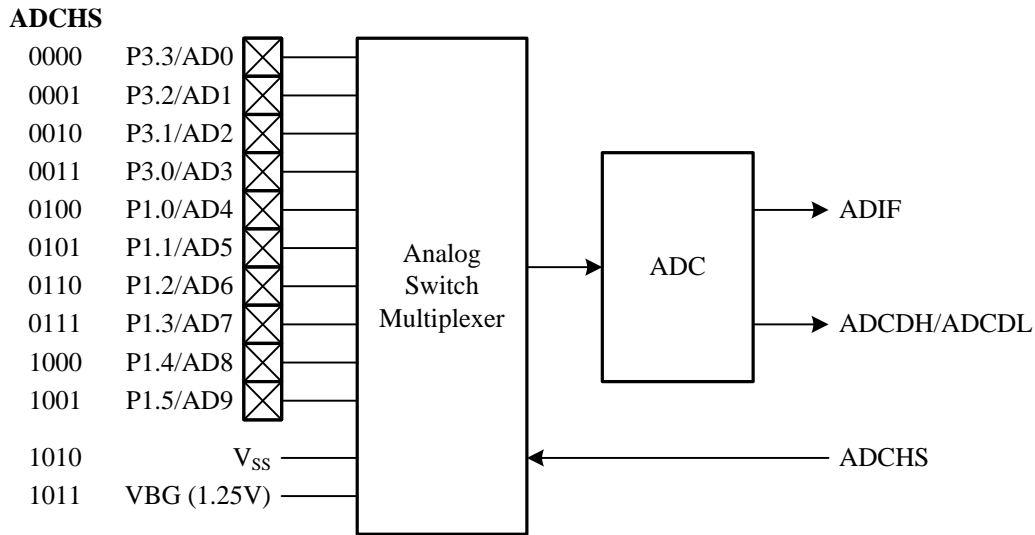 ADCHS
0000 P3.3/AD0
0001 P3.2/AD1
0010 P3.1/AD2
0011 P3.0/AD3
0100 P1.0/AD4
0101 P1.1/AD5
0110 P1.2/AD6
0111 P1.3/AD7
1000 P1.4/AD8
1001 P1.5/AD9
1010 VSS
1011 VBG (1.25V)
Analog
Switch
Multiplexer
ADC
ADIF
ADCDH/ADCDL
ADCHS